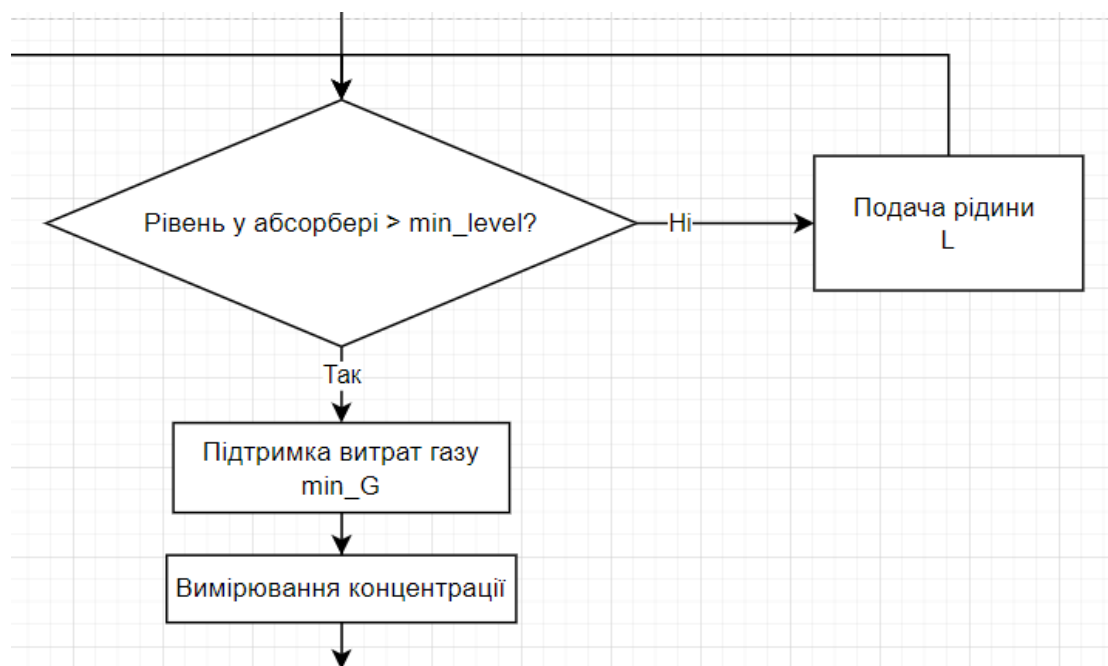 Рівень у абсорбері > min_level?
Ні
Подача рідини
L
Так
Підтримка витрат газу
min_G
Вимірювання концентрації